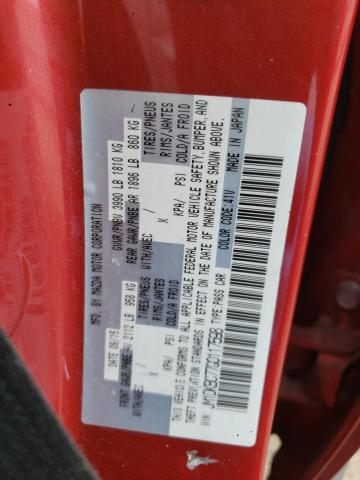 MFD. BY: MAZDA MOTOR CORPORATION
DATE: 09/15 GVWR/PNBV 3990 LB 1810 KG
FRONT GAWR/PNBE AV 2112 LB 958 KG REAR GAWR/PNBE AR 1896 LB 860 KG
WITH/AVEC TIRES/PNEUS WITH/AVEC TIRES/PNEUS
X RIMS/JANTES X RIMS/JANTES
KPA/ PSI COLD/A FROID KPA/ PSI COLD/A FROID
THIS VEHICLE CONFORMS TO ALL APPLICABLE FEDERAL MOTOR VEHICLE SAFETY, BUMPER, AND
THEFT PREVENTION STANDARDS IN EFFECT ON THE DATE OF MANUFACTURE SHOWN ABOVE.
TYPE: PASS CAR COLOR CODE: 41V MADE IN JAPAN